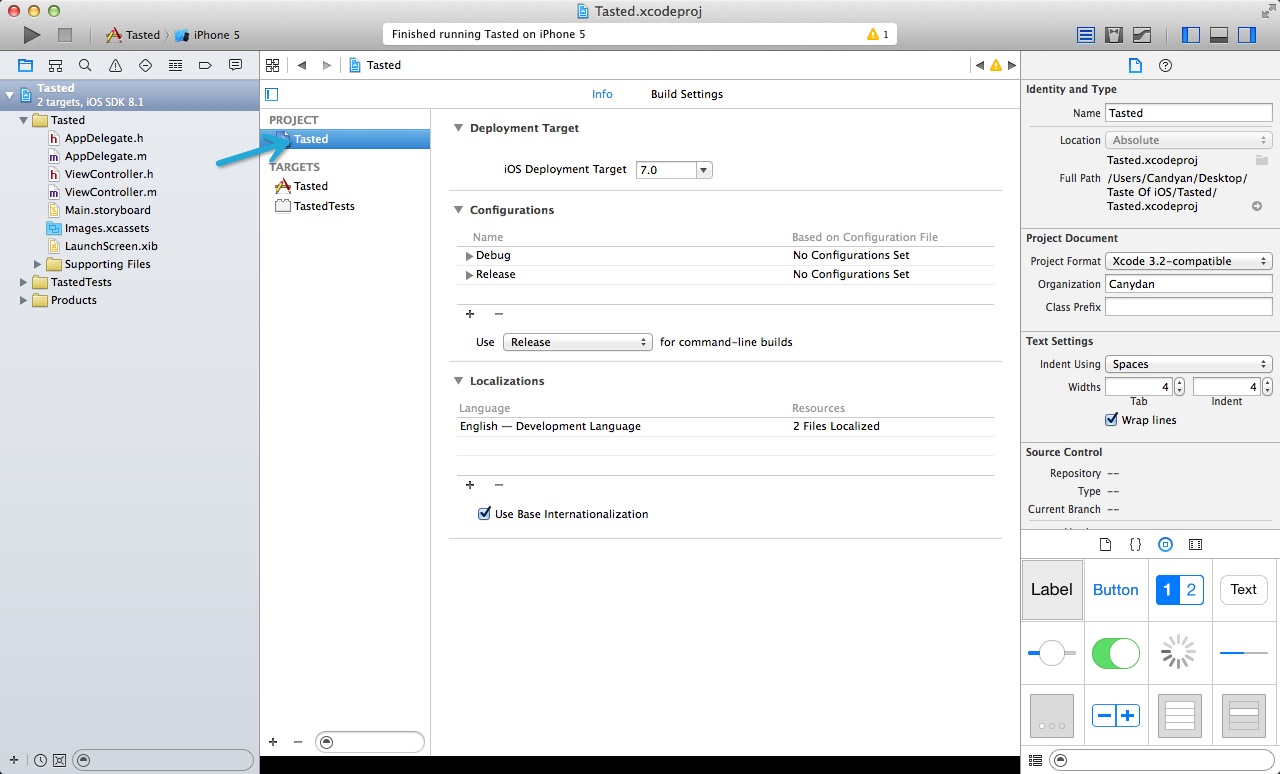 Tasted.xcodeproj
Tasted iPhone 5
Finished running Tasted on iPhone 5
1
Tasted
Tasted
2 targets, iOS SDK 8.1
Tasted
AppDelegate.h
AppDelegate.m
ViewController.h
ViewController.m
Main.storyboard
Images.xcassets
LaunchScreen.xib
Supporting Files
TastedTests
Products
PROJECT
Tasted
TARGETS
Tasted
TastedTests
Info Build Settings
Deployment Target
iOS Deployment Target 7.0
Configurations
Name Based on Configuration File
Debug No Configurations Set
Release No Configurations Set
Use Release for command-line builds
Localizations
Language Resources
English — Development Language 2 Files Localized
Use Base Internationalization
Identity and Type
Name Tasted
Location Absolute
Tasted.xcodeproj
Full Path /Users/Candyan/Desktop/
Taste Of iOS/Tasted/
Tasted.xcodeproj
Project Document
Project Format Xcode 3.2-compatible
Organization Canydan
Class Prefix
Text Settings
Indent Using Spaces
Widths 4 4
Tab Indent
Wrap lines
Source Control
Repository --
Type --
Current Branch --
Label Button 1 2 Text